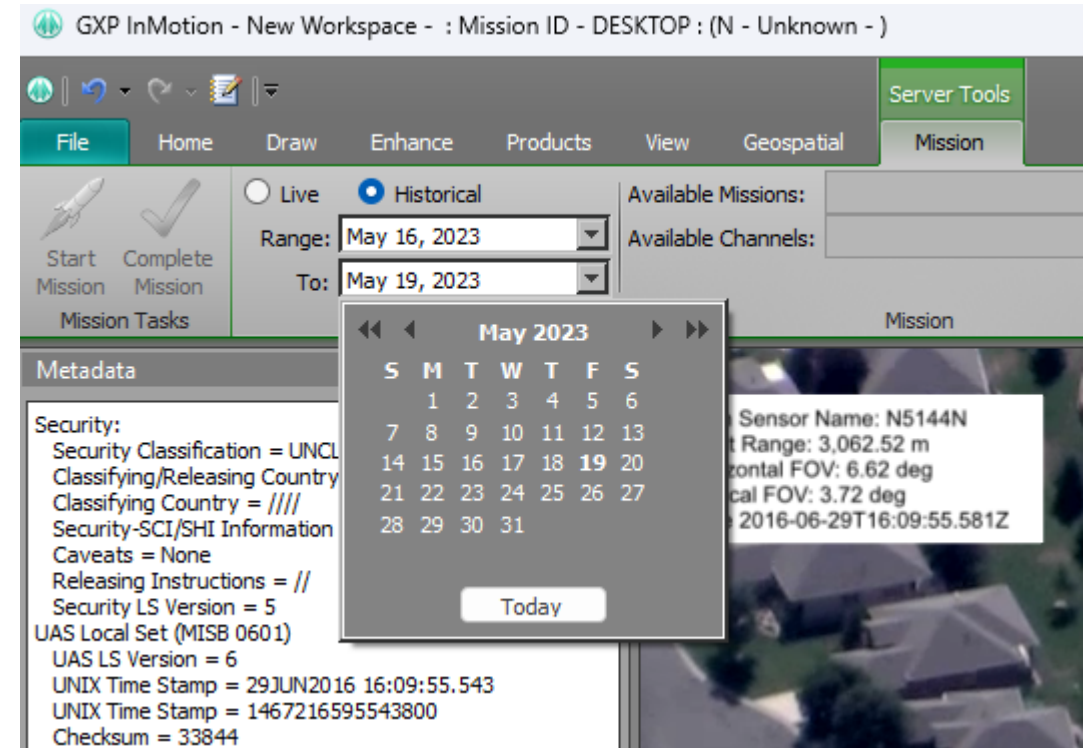 GXP InMotion - New Workspace - : Mission ID - DESKTOP : (N - Unknown - )
Server Tools
File Home Draw Enhance Products View Geospatial Mission
Start Mission
Complete Mission
Mission Tasks
Live Historical
Range: May 16, 2023
To: May 19, 2023
Available Missions:
Available Channels:
Mission
May 2023
S M T W T F S
1 2 3 4 5 6
7 8 9 10 11 12 13
14 15 16 17 18 19 20
21 22 23 24 25 26 27
28 29 30 31
Today
Metadata
Security:
Security Classification = UNCL
Classifying/Releasing Country
Classifying Country = ////
Security-SCI/SHI Information
Caveats = None
Releasing Instructions = //
Security LS Version = 5
UAS Local Set (MISB 0601)
UAS LS Version = 6
UNIX Time Stamp = 29JUN2016 16:09:55.543
UNIX Time Stamp = 1467216595543800
Checksum = 33844
Sensor Name: N5144N
Range: 3,062.52 m
FOV: 6.62 deg
FOV: 3.72 deg
2016-06-29T16:09:55.581Z